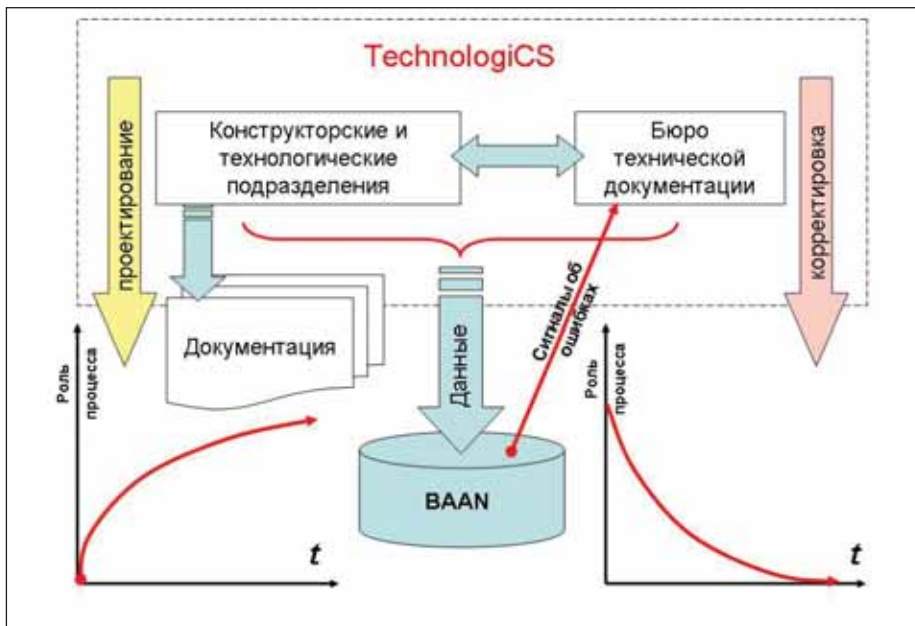 TechnologiCS
проектирование
Конструкторские и
технологические
подразделения
Бюро
технической
документации
корректировка
Документация
Данные
Сигналы об
ошибках
BAAN
Роль
процесса
t
Роль
процесса
t